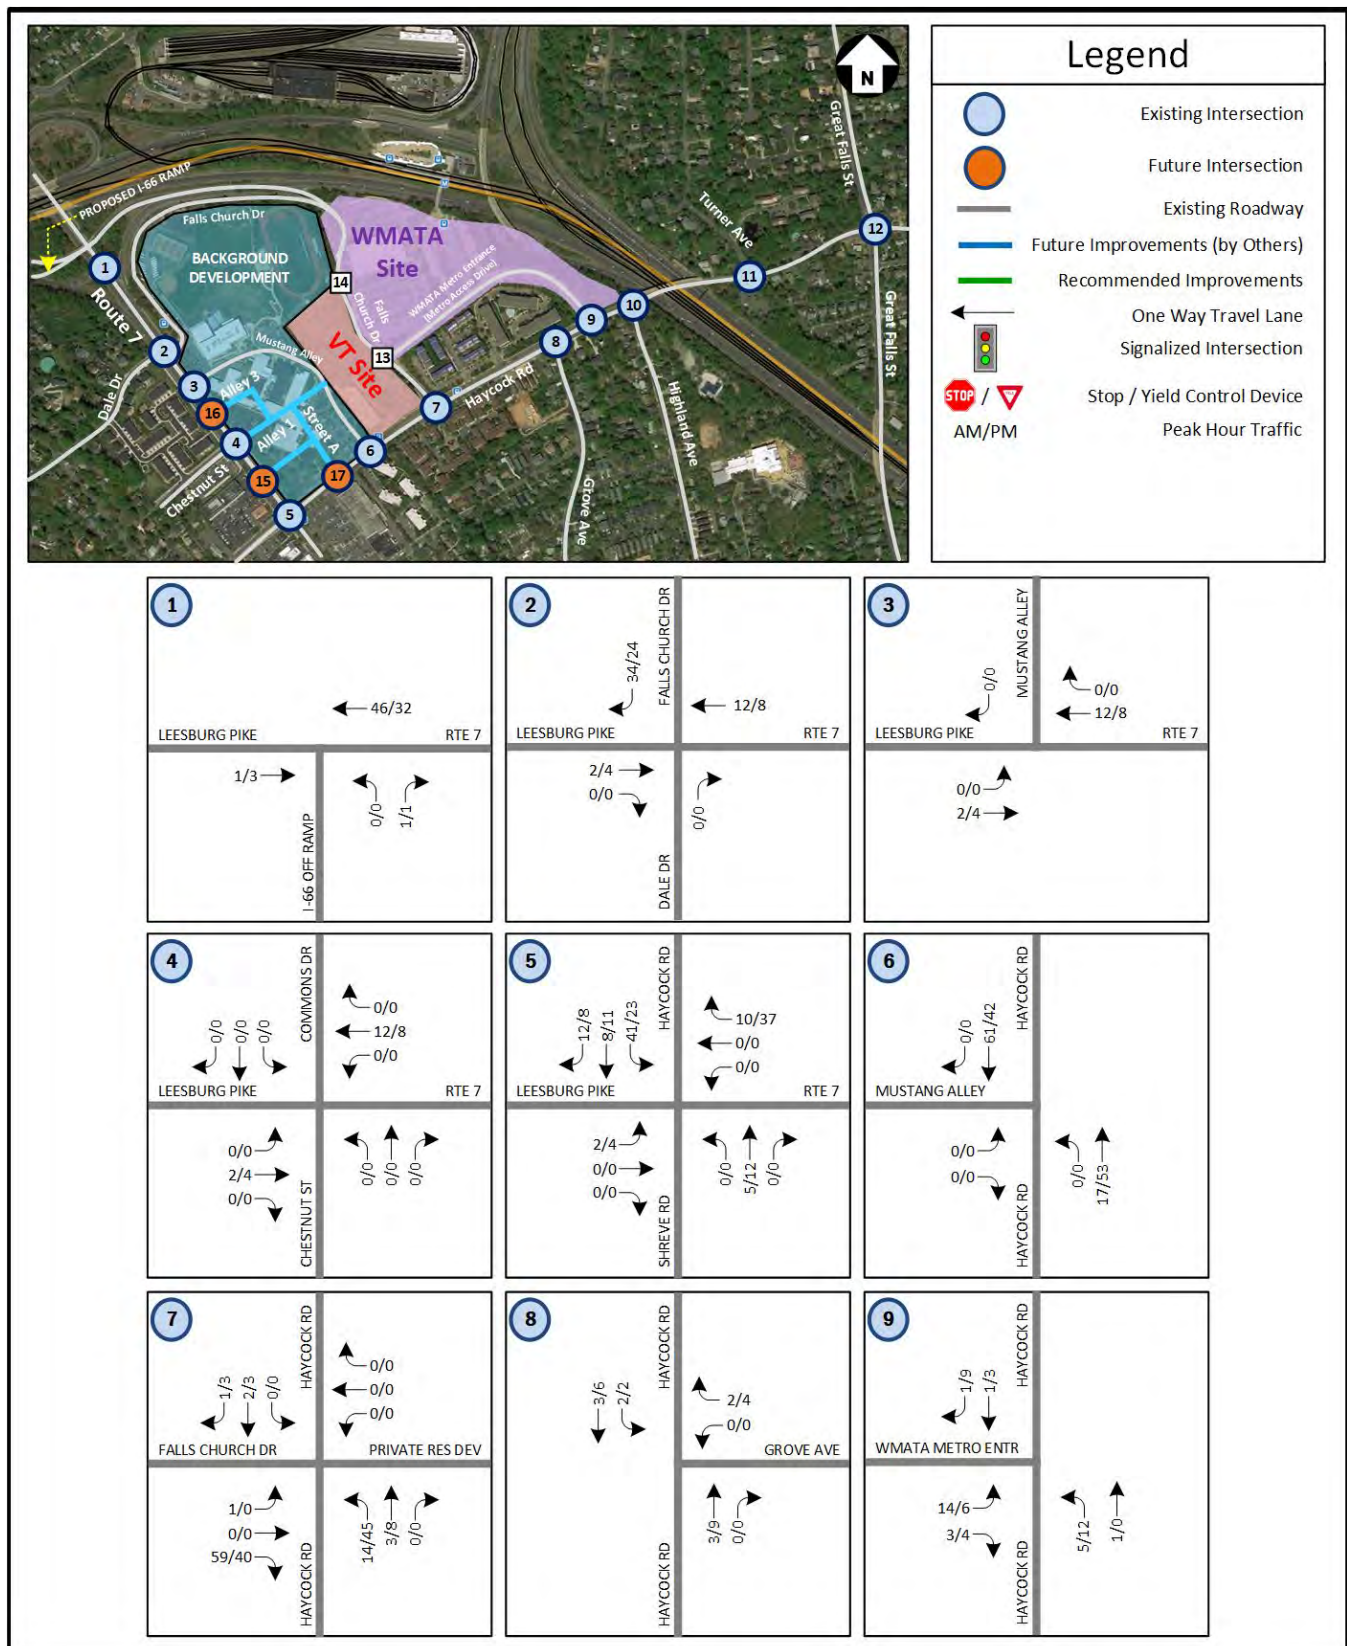 N
Great Falls St
PROPOSED I-66 RAMP
Falls Church Dr
Turner Ave
WMATA
Site
BACKGROUND
DEVELOPMENT
WMATA Metro Entrance
(Metro Access Drive)
Falls
Church Dr
Route 7
Mustang Alley
VT Site
Haycock Rd
Great Falls St
Dale Dr
Alley 3
Alley 1
Street A
Highland Ave
Grove Ave
Chestnut St
1
2
3
16
4
15
5
17
6
7
13
14
8
9
10
11
12
Legend
Existing Intersection
Future Intersection
Existing Roadway
Future Improvements (by Others)
Recommended Improvements
One Way Travel Lane
Signalized Intersection
STOP / YIELD Stop / Yield Control Device
AM/PM Peak Hour Traffic
1
46/32
LEESBURG PIKE RTE 7
1/3
0/0
1/1
I-66 OFF RAMP
2
34/24
FALLS CHURCH DR
12/8
LEESBURG PIKE
2/4
0/0
0/0
DALE DR
3
0/0
MUSTANG ALLEY
0/0
12/8
LEESBURG PIKE RTE 7
0/0
2/4
4
0/0
0/0
0/0
COMMONS DR
0/0
12/8
0/0
LEESBURG PIKE RTE 7
0/0
2/4
0/0
CHESTNUT ST
0/0
0/0
0/0
5
12/8
8/11
41/23
HAYCOCK RD
10/37
0/0
0/0
LEESBURG PIKE RTE 7
2/4
0/0
0/0
SHREVE RD
0/0
5/12
0/0
6
0/0
61/42
HAYCOCK RD
MUSTANG ALLEY
0/0
0/0
HAYCOCK RD
0/0
17/53
7
1/3
2/3
0/0
HAYCOCK RD
0/0
0/0
0/0
FALLS CHURCH DR PRIVATE RES DEV
1/0
0/0
59/40
HAYCOCK RD
14/45
3/8
0/0
8
3/6
2/2
HAYCOCK RD
2/4
0/0
GROVE AVE
HAYCOCK RD
3/9
0/0
9
1/9
1/3
HAYCOCK RD
WMATA METRO ENTR
14/6
3/4
HAYCOCK RD
5/12
1/0